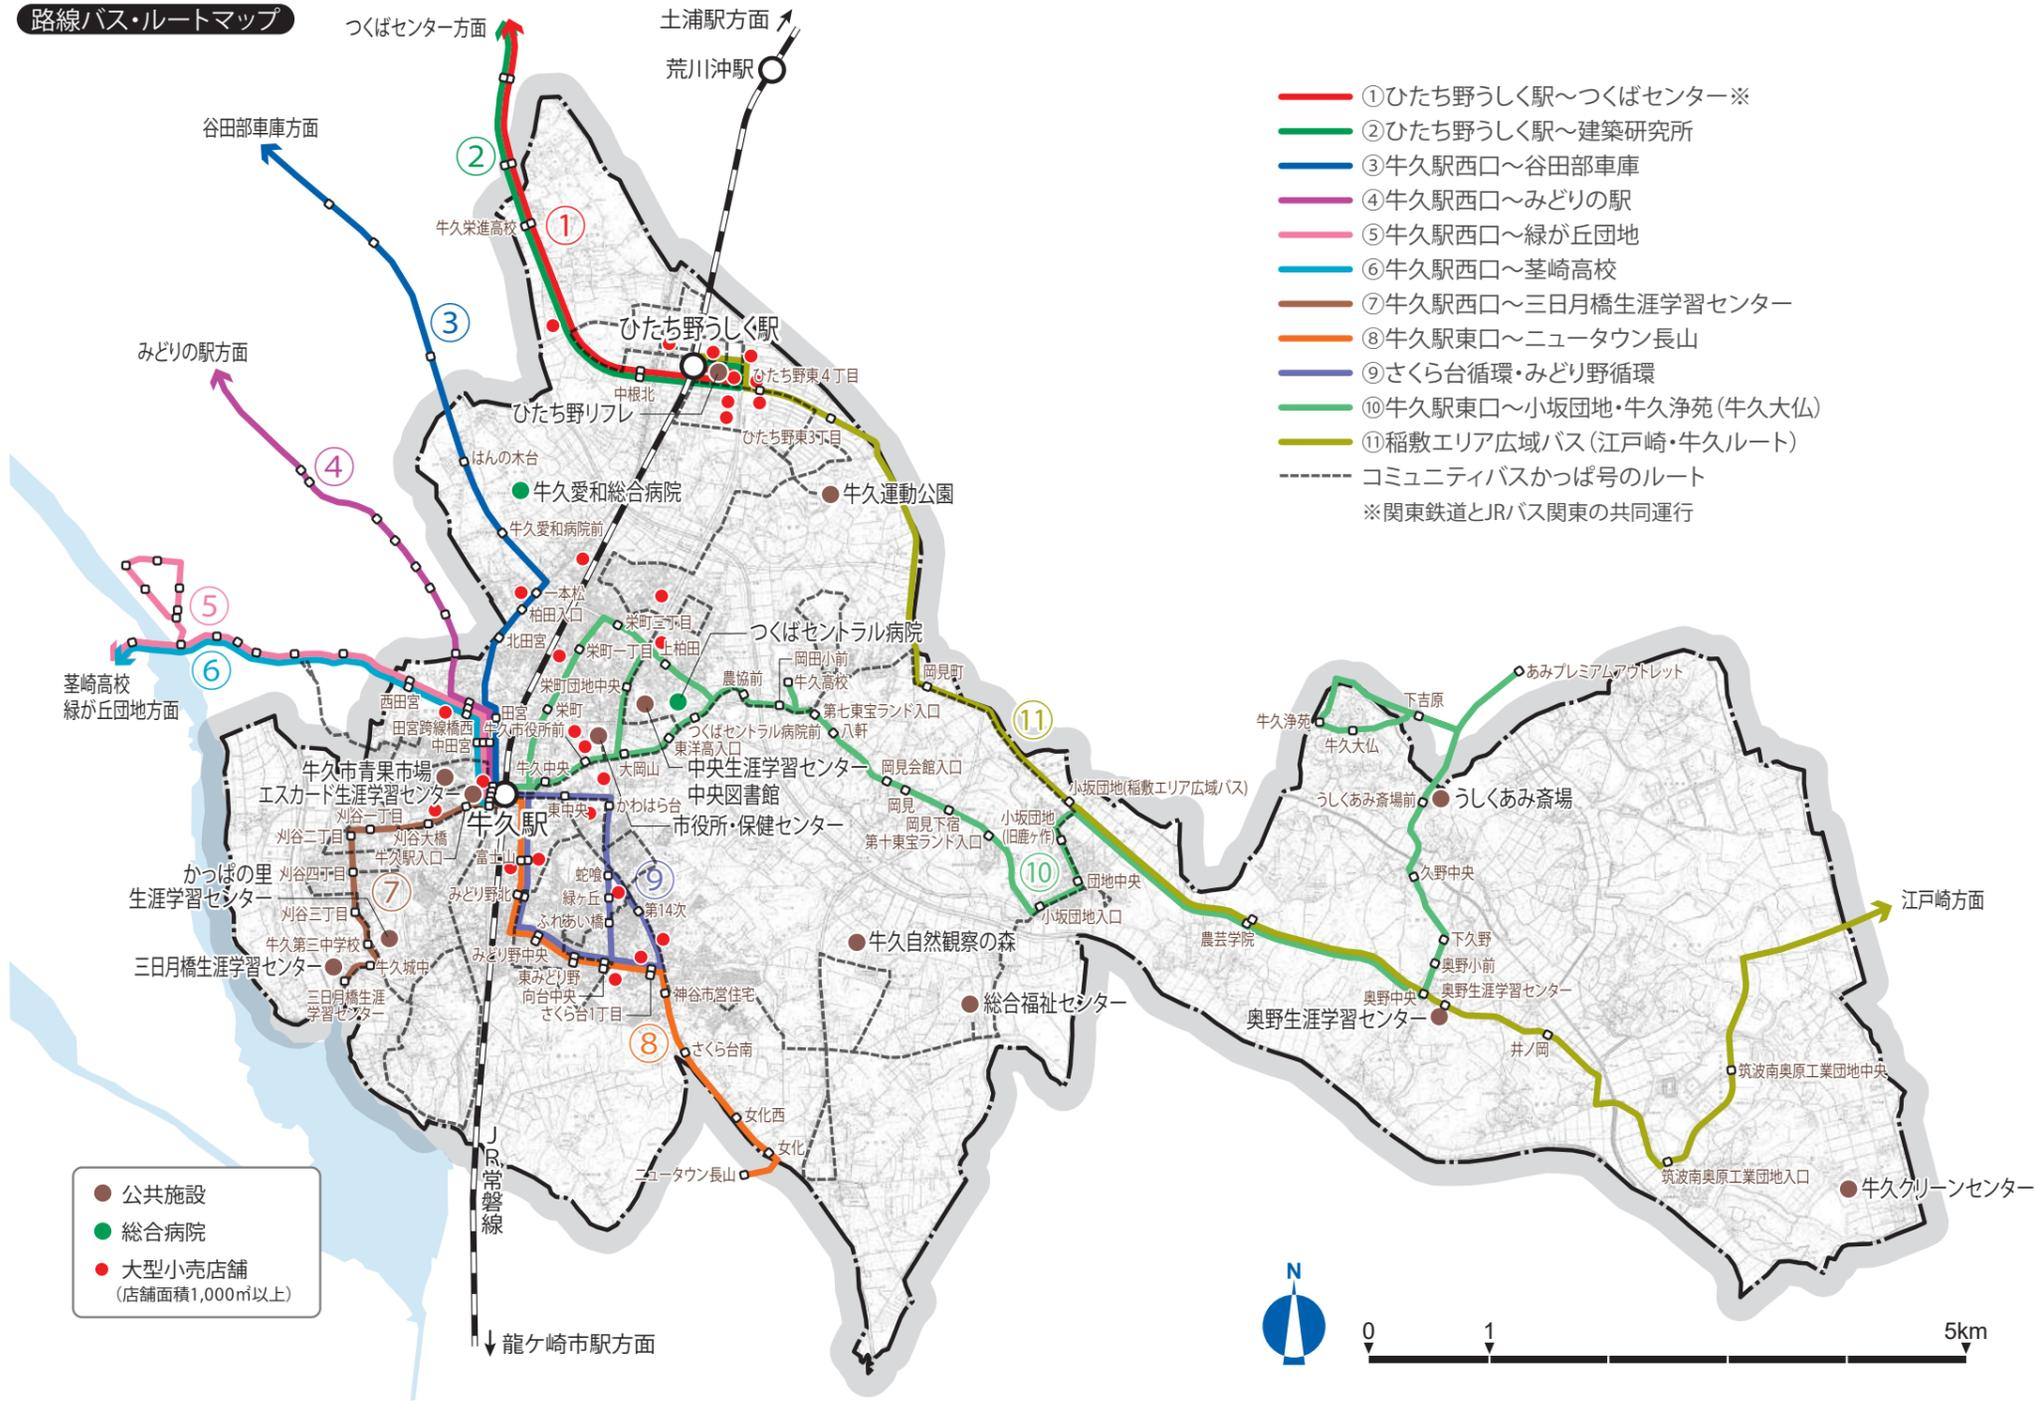 路線バス・ルートマップ
つくばセンター方面
土浦駅方面
荒川沖駅
谷田部車庫方面
②
①
牛久栄進高校
①ひたち野うしく駅〜つくばセンター※
②ひたち野うしく駅〜建築研究所
③牛久駅西口〜谷田部車庫
④牛久駅西口〜みどりの駅
⑤牛久駅西口〜緑が丘団地
⑥牛久駅西口〜茎崎高校
⑦牛久駅西口〜三日月橋生涯学習センター
⑧牛久駅東口〜ニュータウン長山
⑨さくら台循環・みどり野循環
⑩牛久駅東口〜小坂団地・牛久浄苑（牛久大仏）
⑪稲敷エリア広域バス（江戸崎・牛久ルート）
コミュニティバスかっぱ号のルート
※関東鉄道とJRバス関東の共同運行
③
ひたち野うしく駅
みどりの駅方面
ひたち野東４丁目
中根北
ひたち野リフレ
ひたち野東3丁目
④
はんの木台
牛久愛和総合病院
牛久運動公園
牛久愛和病院前
⑤
一本松
柏田入口
北田宮
栄町三丁目
つくばセントラル病院
栄町一丁目
上柏田
⑥
茎崎高校
緑が丘団地方面
岡田小前
農協前
牛久高校
岡見町
西田宮
栄町団地中央
栄町
田宮
田宮跨線橋西
牛久市役所前
中田宮
第七東宝ランド入口
つくばセントラル病院前
八軒
東洋高入口
⑪
あみプレミアムアウトレット
下吉原
牛久浄苑
牛久大仏
牛久市青果市場
エスカード生涯学習センター
牛久中央
大岡山
中央生涯学習センター
中央図書館
岡見会館入口
小坂団地(稲敷エリア広域バス)
うしくあみ斎場前
うしくあみ斎場
刈谷一丁目
刈谷二丁目
刈谷大橋
牛久駅
牛久駅入口
東中央
かわはら台
市役所・保健センター
岡見
岡見下宿
第十東宝ランド入口
小坂団地
(旧鹿ヶ作)
富士山
かっぱの里
生涯学習センター
刈谷四丁目
⑦
刈谷三丁目
みどり野北
蛇喰
緑ヶ丘
⑨
第14次
ふれあい橋
⑩
団地中央
小坂団地入口
久野中央
江戸崎方面
牛久第三中学校
三日月橋生涯学習センター
牛久城中
三日月橋生涯
学習センター
みどり野中央
東みどり野
向台中央
さくら台1丁目
神谷市営住宅
牛久自然観察の森
農芸学院
下久野
奥野小前
奥野中央
奥野生涯学習センター
奥野生涯学習センター
総合福祉センター
井ノ岡
⑧
さくら台南
筑波南奥原工業団地中央
女化西
女化
ニュータウン長山
JR常磐線
筑波南奥原工業団地入口
牛久クリーンセンター
公共施設
総合病院
大型小売店舗
（店舗面積1,000㎡以上）
龍ケ崎市駅方面
N
0 1 5km